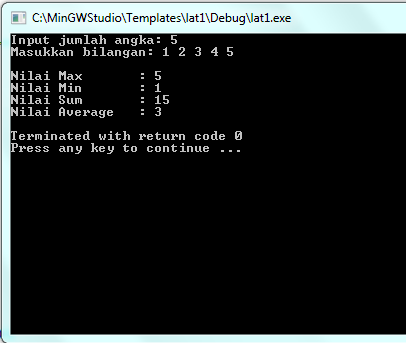 C:\MinGWStudio\Templates\lat1\Debug\lat1.exe
Input jumlah angka: 5
Masukkan bilangan: 1 2 3 4 5
Nilai Max : 5
Nilai Min : 1
Nilai Sum : 15
Nilai Average : 3
Terminated with return code 0
Press any key to continue ...